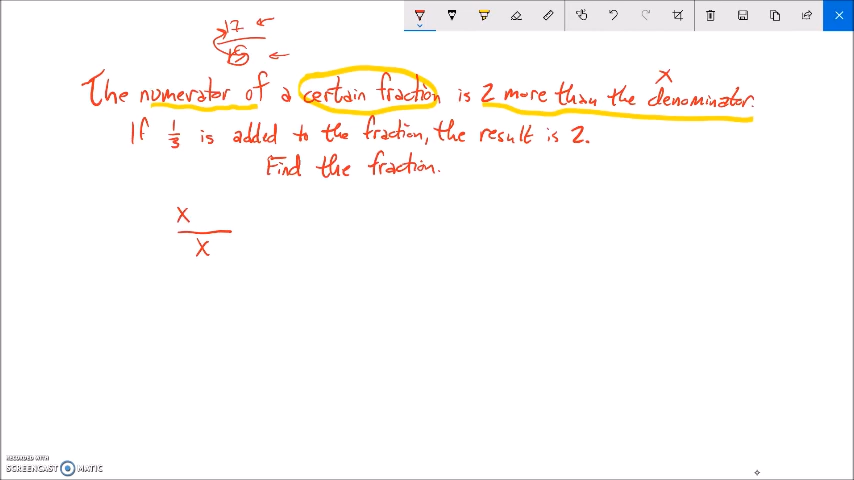 17
15
x
The numerator of a certain fraction is 2 more than the denominator.
If 1/3 is added to the fraction, the result is 2.
Find the fraction.
x
x
RECORDED WITH
SCREENCAST MATIC